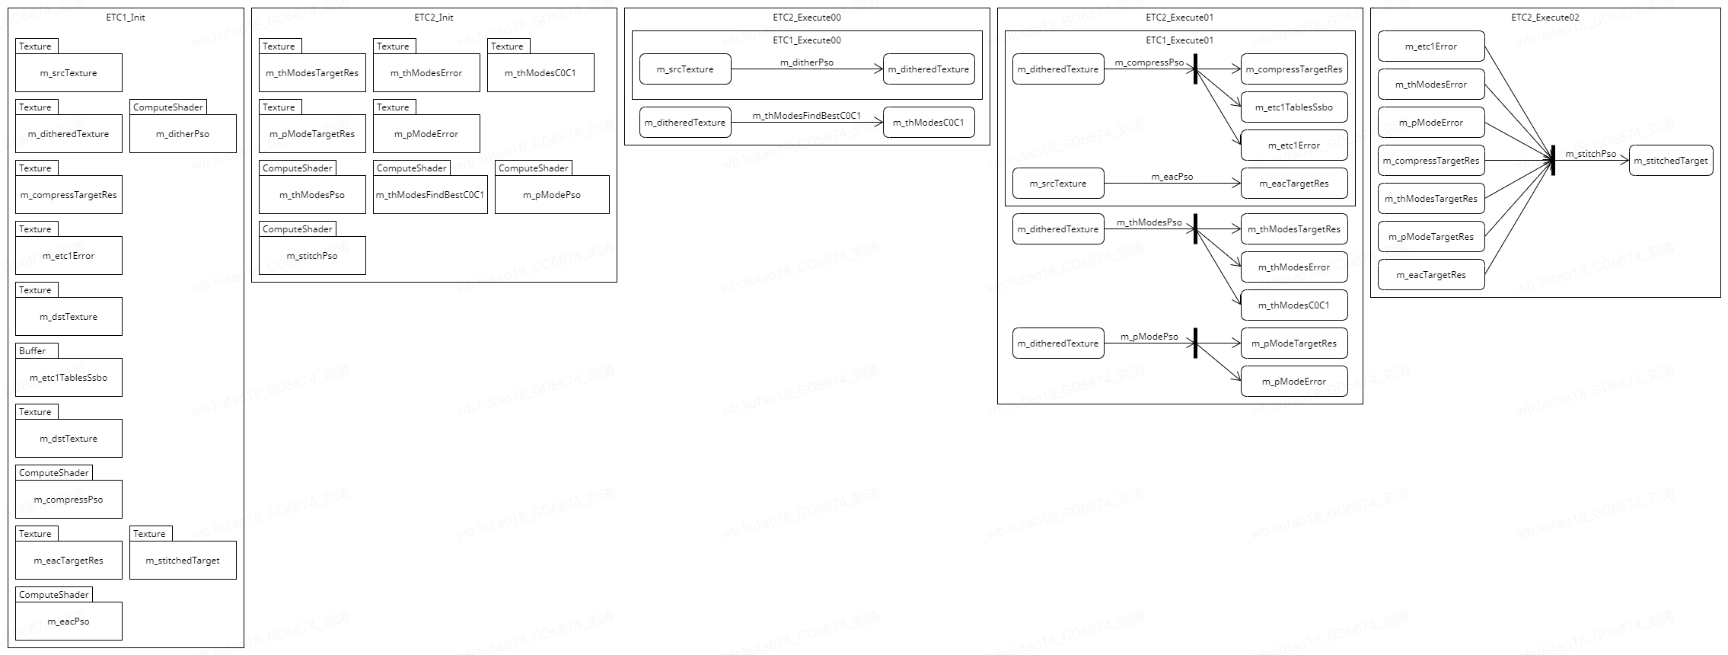 ETC1_Init
Texture
m_srcTexture
Texture
m_ditheredTexture
ComputeShader
m_ditherPso
Texture
m_compressTargetRes
Texture
m_etc1Error
Texture
m_dstTexture
Buffer
m_etc1TablesSsbo
Texture
m_dstTexture
ComputeShader
m_compressPso
Texture
m_eacTargetRes
Texture
m_stitchedTarget
ComputeShader
m_eacPso
ETC2_Init
Texture
m_thModesTargetRes
Texture
m_thModesError
Texture
m_thModesC0C1
Texture
m_pModeTargetRes
Texture
m_pModeError
ComputeShader
m_thModesPso
ComputeShader
m_thModesFindBestC0C1
ComputeShader
m_pModePso
ComputeShader
m_stitchPso
ETC2_Execute00
ETC1_Execute00
m_srcTexture
m_ditherPso
m_ditheredTexture
m_ditheredTexture
m_thModesFindBestC0C1
m_thModesC0C1
ETC2_Execute01
ETC1_Execute01
m_ditheredTexture
m_compressPso
m_compressTargetRes
m_etc1TablesSsbo
m_etc1Error
m_srcTexture
m_eacPso
m_eacTargetRes
m_ditheredTexture
m_thModesPso
m_thModesTargetRes
m_thModesError
m_thModesC0C1
m_ditheredTexture
m_pModePso
m_pModeTargetRes
m_pModeError
ETC2_Execute02
m_etc1Error
m_thModesError
m_pModeError
m_compressTargetRes
m_thModesTargetRes
m_pModeTargetRes
m_eacTargetRes
m_stitchPso
m_stitchedTarget